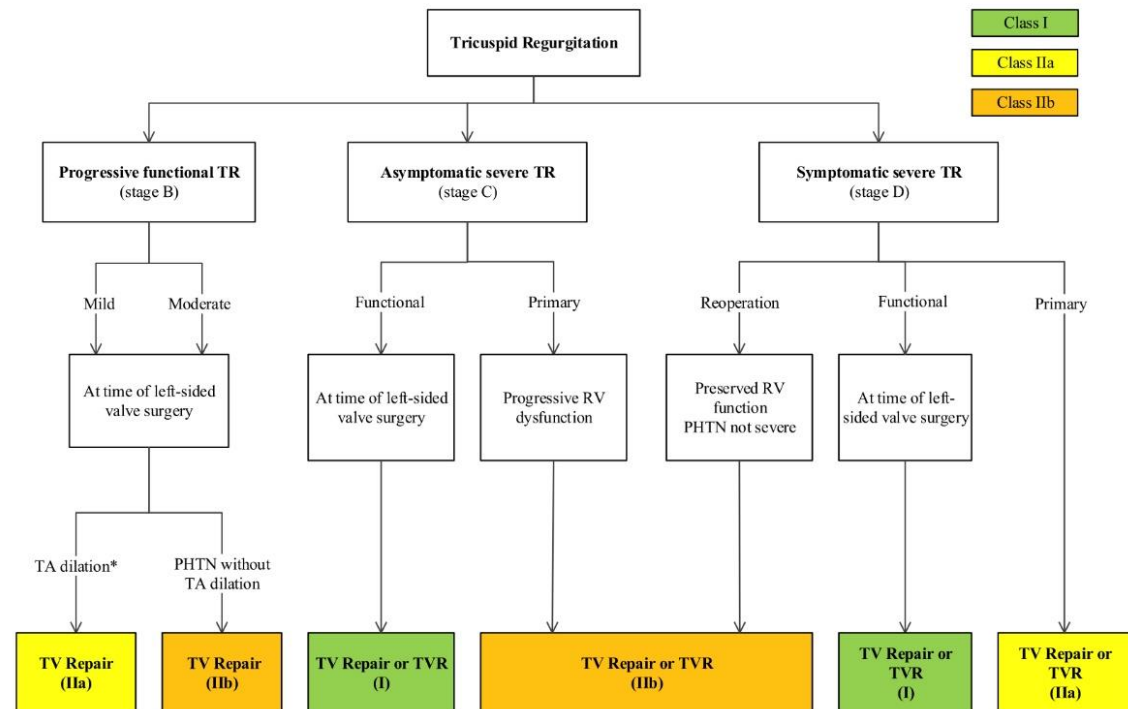 Tricuspid Regurgitation
Class I
Class IIa
Class IIb
Progressive functional TR
(stage B)
Asymptomatic severe TR
(stage C)
Symptomatic severe TR
(stage D)
Mild
Moderate
Functional
Primary
Reoperation
Functional
Primary
At time of left-sided
valve surgery
At time of left-sided
valve surgery
Progressive RV
dysfunction
Preserved RV
function
PHTN not severe
At time of left-
sided valve surgery
TA dilation*
PHTN without
TA dilation
TV Repair
(IIa)
TV Repair
(IIb)
TV Repair or TVR
(I)
TV Repair or TVR
(IIb)
TV Repair or
TVR
(I)
TV Repair or
TVR
(IIa)